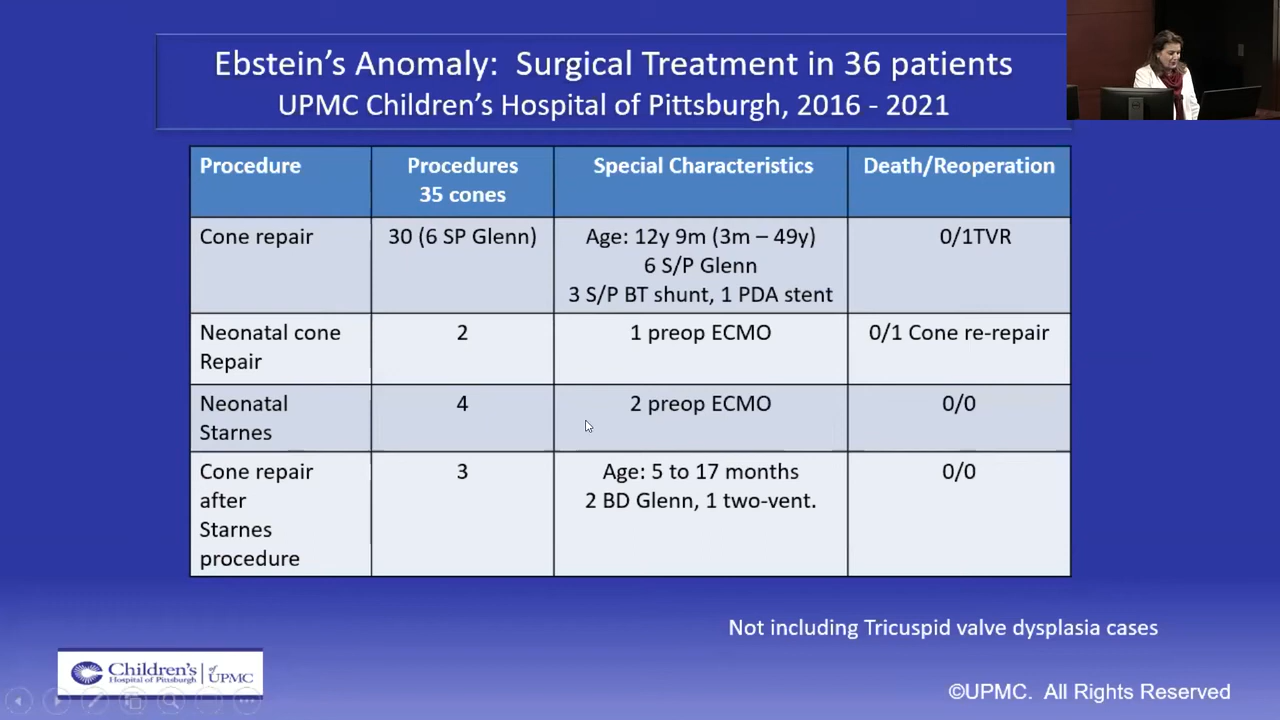 Ebstein's Anomaly: Surgical Treatment in 36 patients
UPMC Children's Hospital of Pittsburgh, 2016 - 2021
Procedure
Procedures
35 cones
Special Characteristics
Death/Reoperation
Cone repair
30 (6 SP Glenn)
Age: 12y 9m (3m – 49y)
6 S/P Glenn
3 S/P BT shunt, 1 PDA stent
0/1TVR
Neonatal cone
Repair
2
1 preop ECMO
0/1 Cone re-repair
Neonatal
Starnes
4
2 preop ECMO
0/0
Cone repair
after
Starnes
procedure
3
Age: 5 to 17 months
2 BD Glenn, 1 two-vent.
0/0
Not including Tricuspid valve dysplasia cases
Children's
Hospital of Pittsburgh
of
UPMC
©UPMC. All Rights Reserved